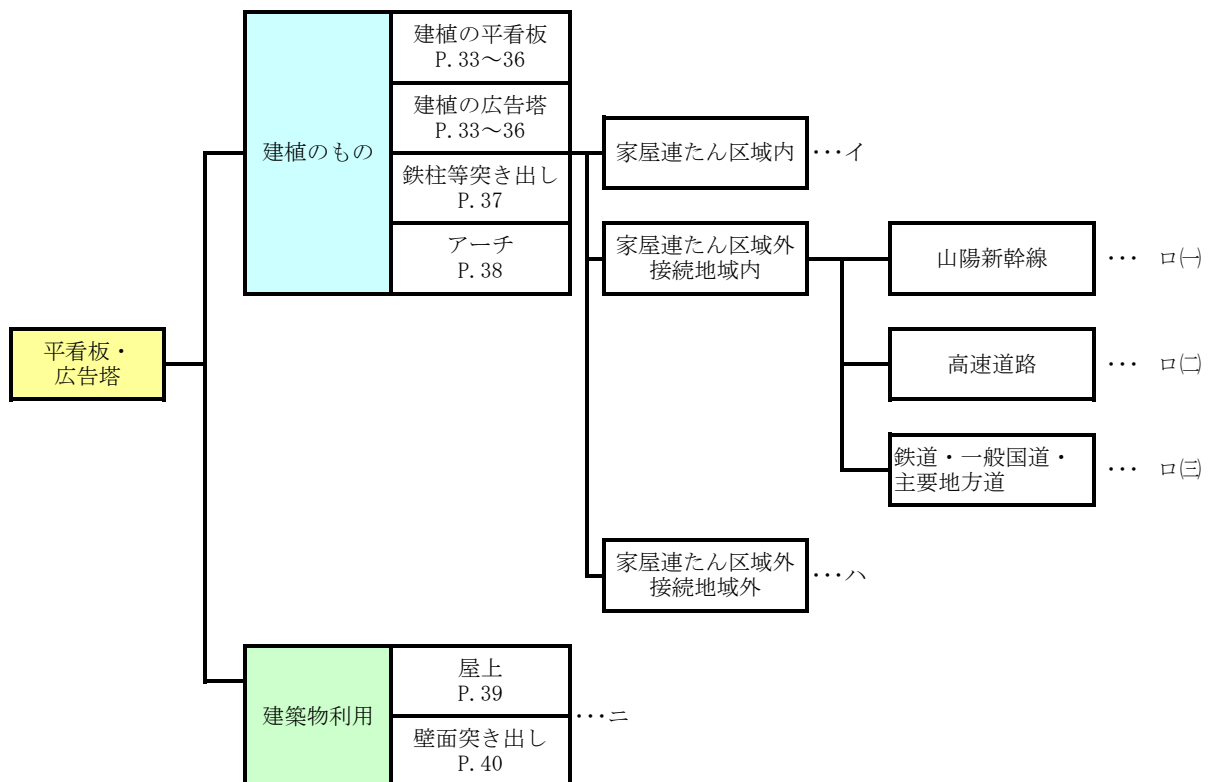 建植の平看板
P.33～36
建植の広告塔
P.33～36
建植のもの
鉄柱等突き出し
P.37
アーチ
P.38
家屋連たん区域内
･･･イ
家屋連たん区域外
接続地域内
山陽新幹線
･･･ ロ㈠
平看板・
広告塔
高速道路
･･･ ロ㈡
鉄道・一般国道・
主要地方道
･･･ ロ㈢
家屋連たん区域外
接続地域外
･･･ハ
建築物利用
屋上
P.39
･･･ニ
壁面突き出し
P.40